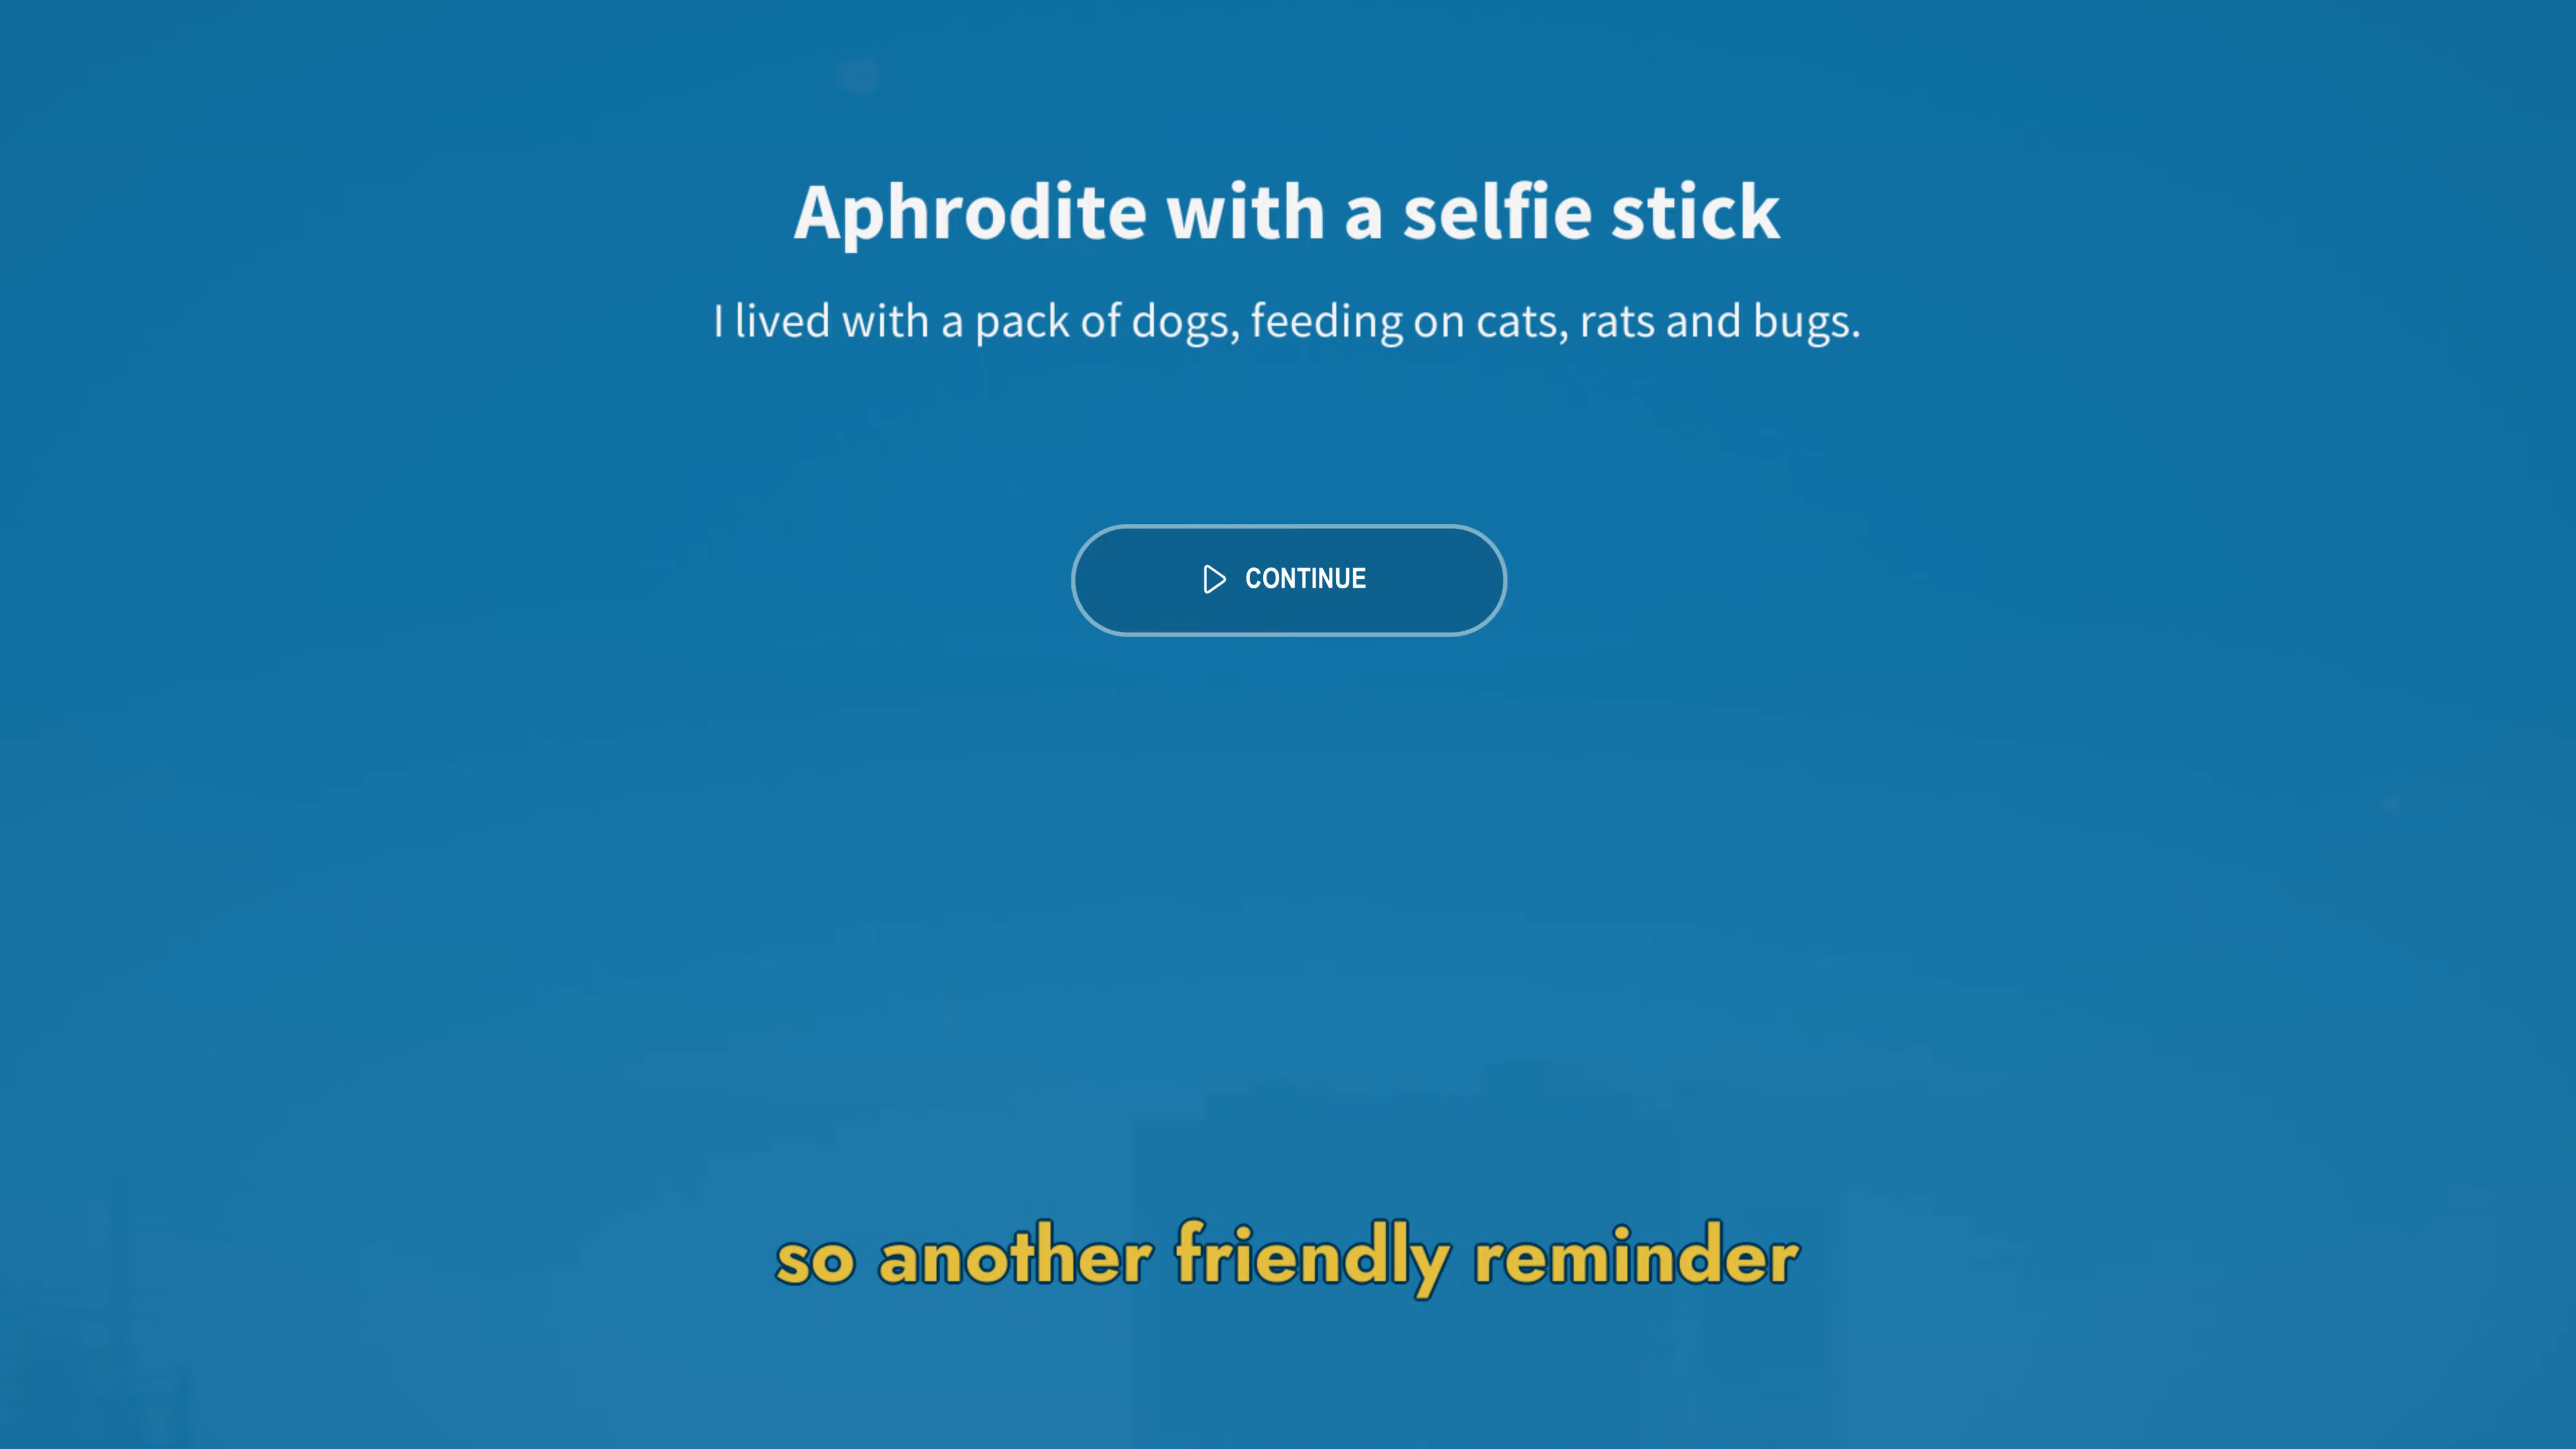 Aphrodite with a selfie stick
I lived with a pack of dogs, feeding on cats, rats and bugs.
CONTINUE
so another friendly reminder